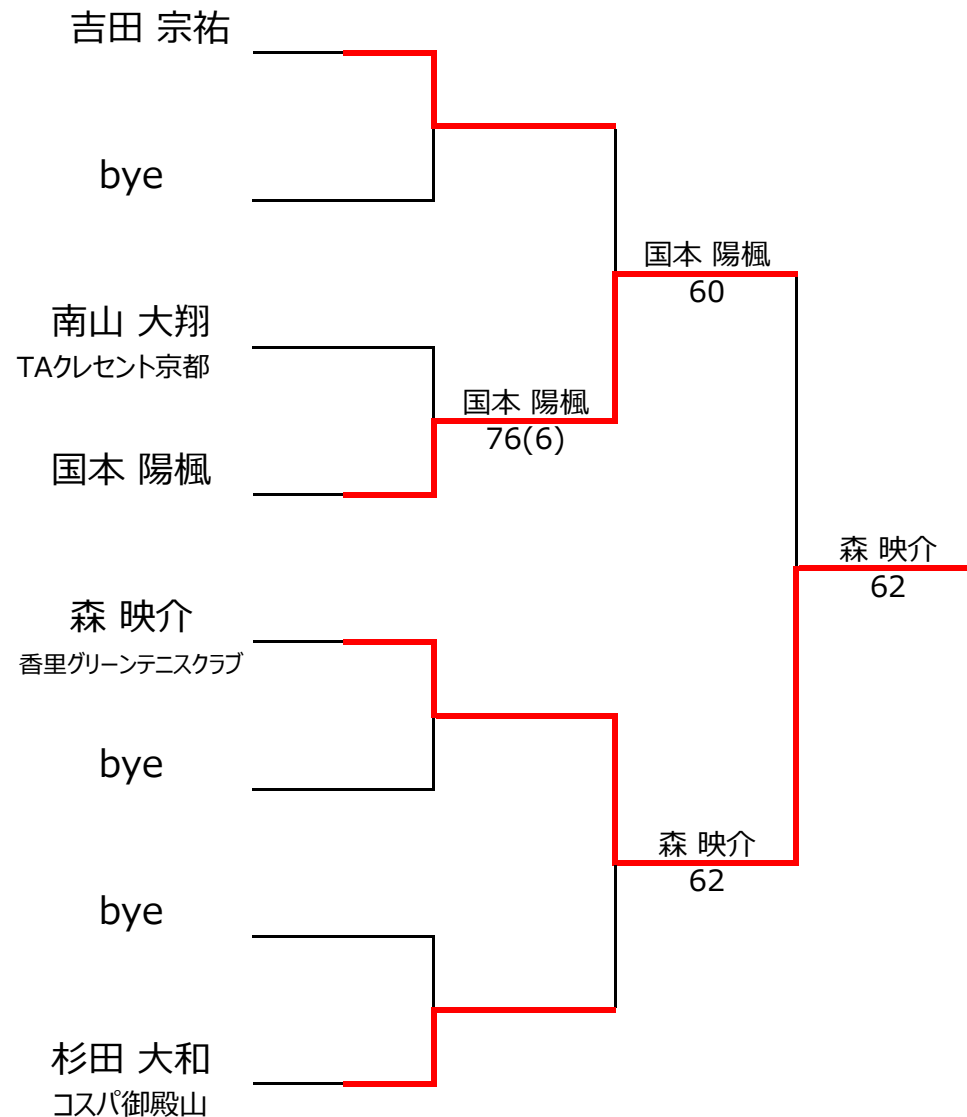 吉田 宗祐
bye
南山 大翔
TAクレセント京都
国本 陽楓
森 映介
香里グリーンテニスクラブ
bye
bye
杉田 大和
コスパ御殿山
国本 陽楓
76(6)
国本 陽楓
60
森 映介
62
森 映介
62